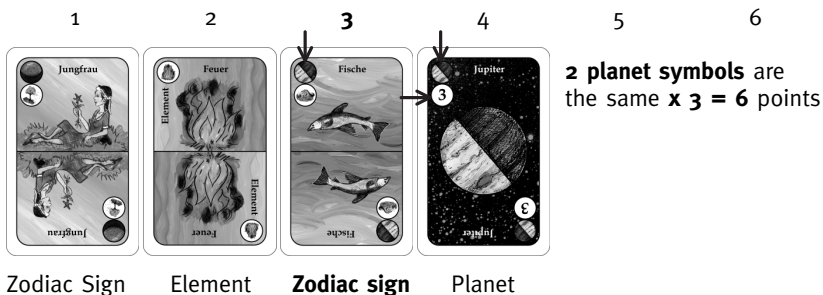 1 2 3 4 5 6
Jungfrau Feuer Fische Jupiter
2 planet symbols are
the same x 3 = 6 points
3
Element
Element
3
Jungfrau Feuer Fische Jupiter
Zodiac Sign Element Zodiac sign Planet